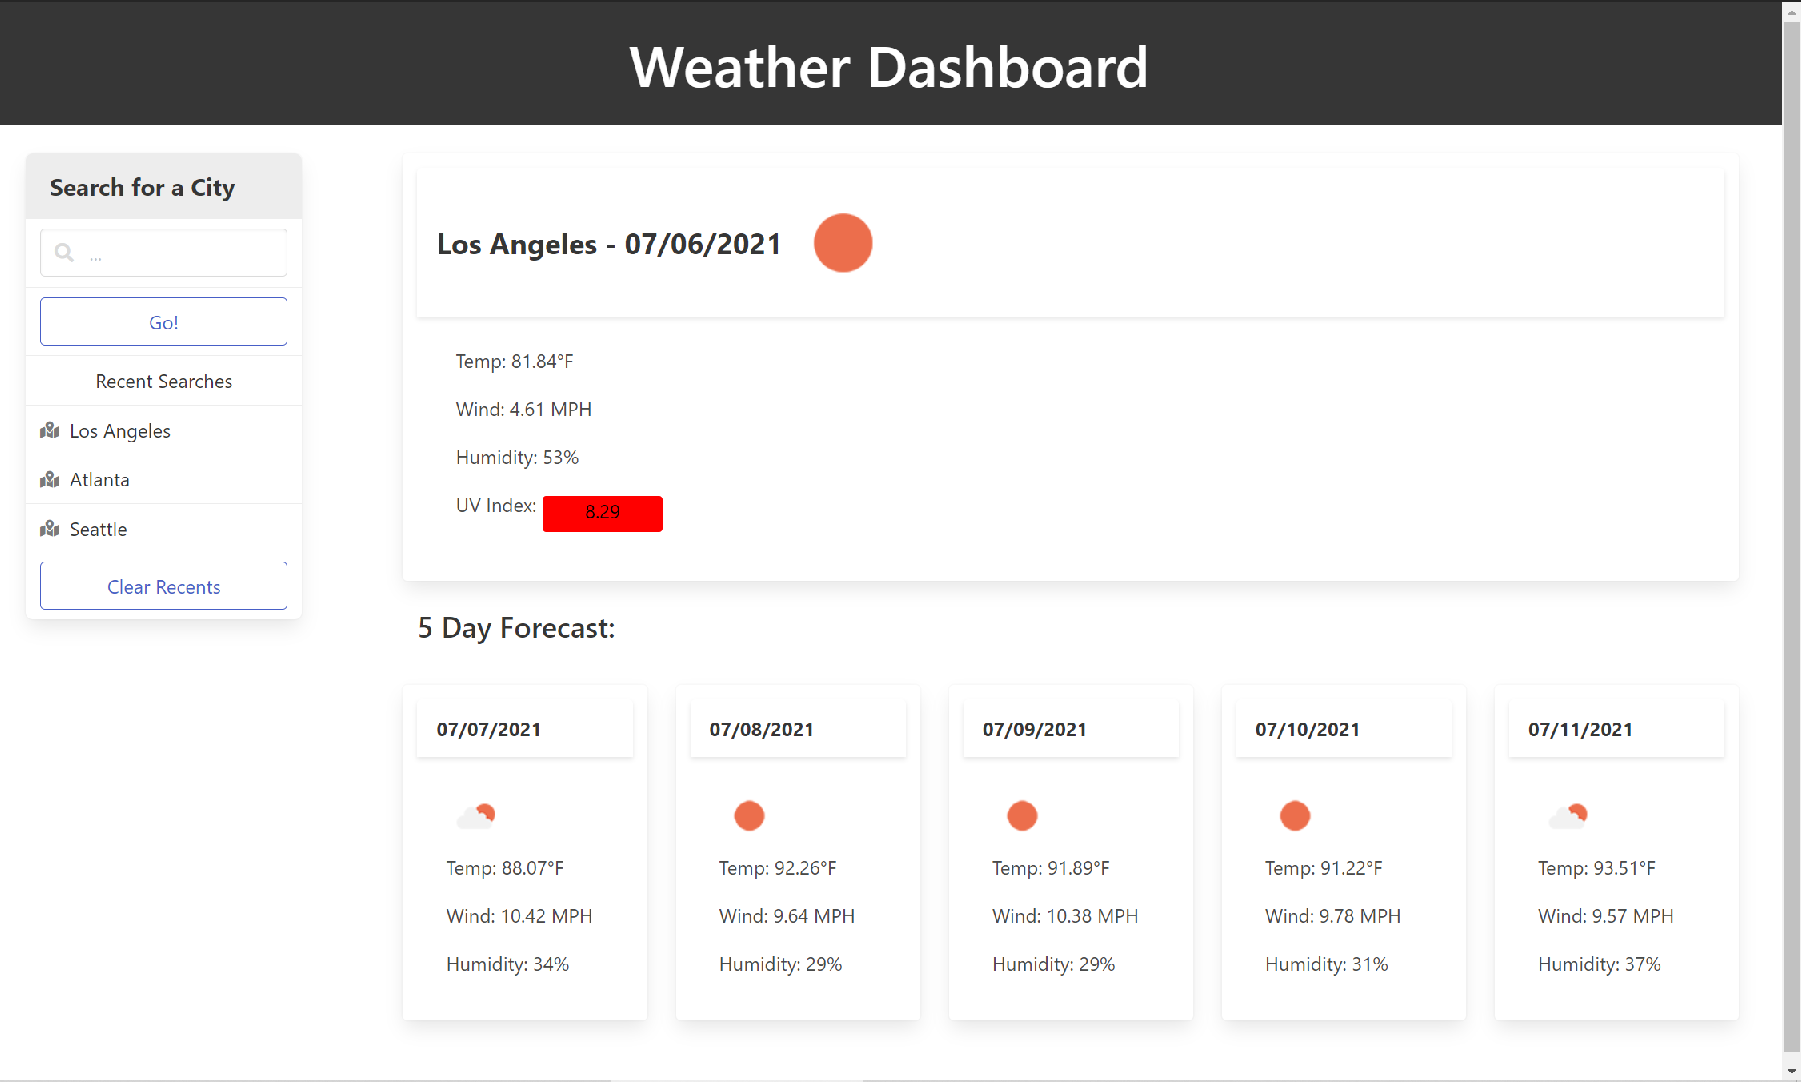 Weather Dashboard
Search for a City
...
Go!
Recent Searches
Los Angeles
Atlanta
Seattle
Clear Recents
Los Angeles - 07/06/2021
Temp: 81.84°F
Wind: 4.61 MPH
Humidity: 53%
UV Index: 8.29
5 Day Forecast:
07/07/2021
Temp: 88.07°F
Wind: 10.42 MPH
Humidity: 34%
07/08/2021
Temp: 92.26°F
Wind: 9.64 MPH
Humidity: 29%
07/09/2021
Temp: 91.89°F
Wind: 10.38 MPH
Humidity: 29%
07/10/2021
Temp: 91.22°F
Wind: 9.78 MPH
Humidity: 31%
07/11/2021
Temp: 93.51°F
Wind: 9.57 MPH
Humidity: 37%